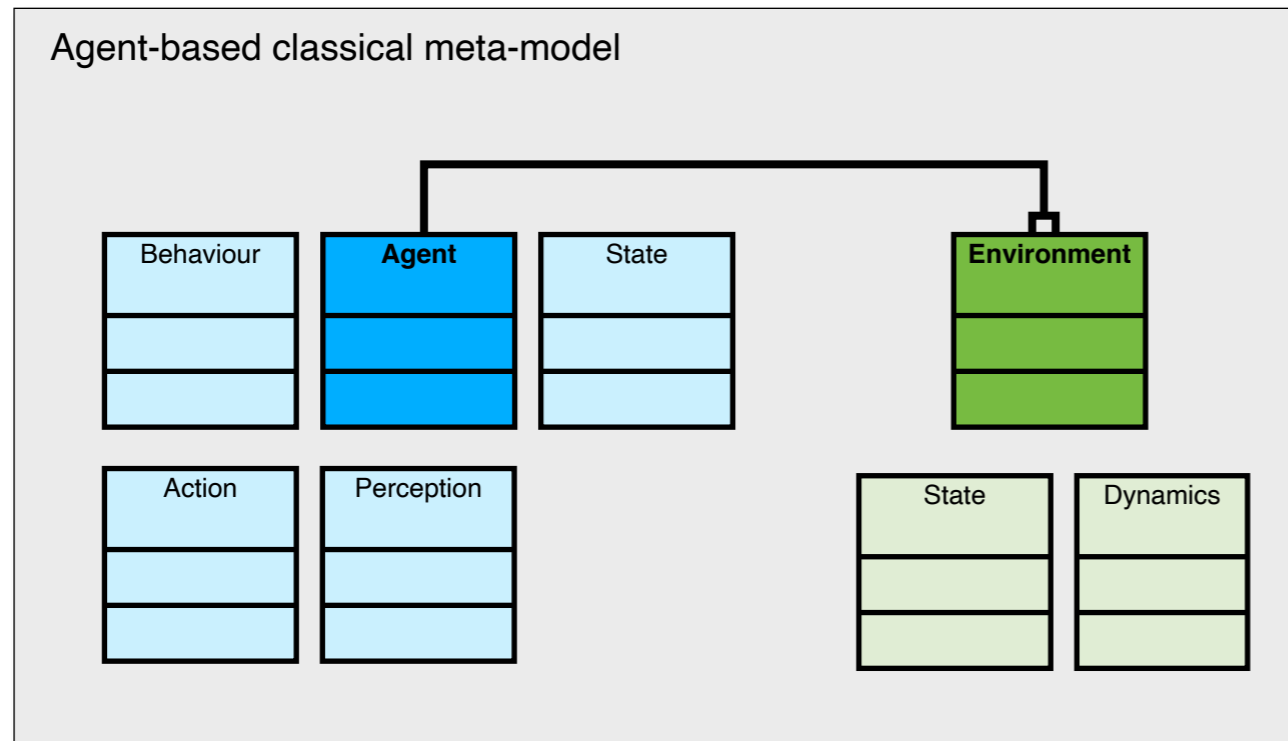 Agent-based classical meta-model
Behaviour
Agent
State
Environment
Action
Perception
State
Dynamics